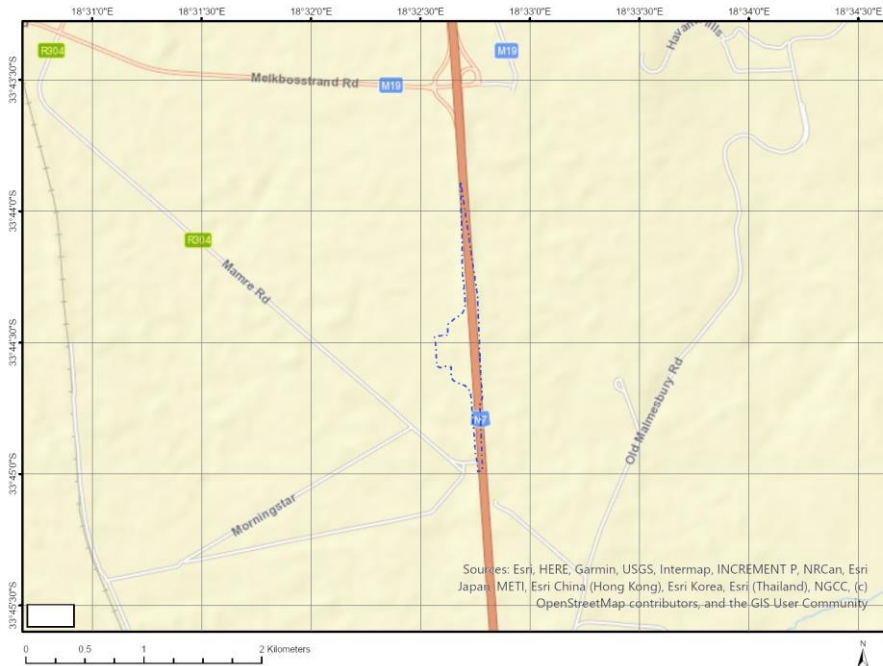 18°31'0"E
18°31'30"E
18°32'0"E
18°32'30"E
18°33'0"E
18°33'30"E
18°34'0"E
18°34'30"E
R304
M19
Havana Hills
33°43'30"S
Melkbosstrand Rd
M19
33°44'0"S
R304
Mamre Rd
33°44'30"S
Old Malmesbury Rd
N7
33°45'0"S
Morningstar
Sources: Esri, HERE, Garmin, USGS, Intermap, INCREMENT P, NRCan, Esri
Japan, METI, Esri China (Hong Kong), Esri Korea, Esri (Thailand), NGCC, (c)
OpenStreetMap contributors, and the GIS User Community
33°45'30"S
0 0.5 1 2 Kilometers
N